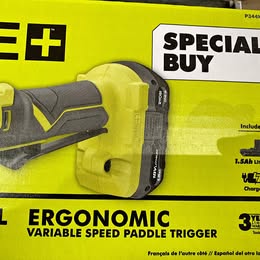 P344
E+
SPECIAL
BUY
Include
1.5Ah
Charg
L ERGONOMIC
VARIABLE SPEED PADDLE TRIGGER
3
Français de l'autre côté // Español del otro la